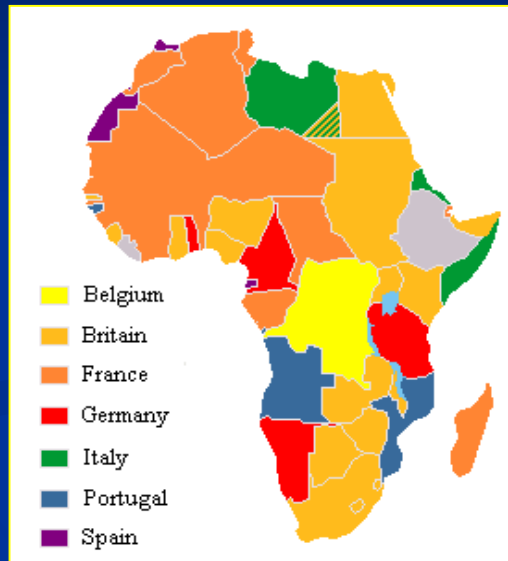 Belgium
Britain
France
Germany
Italy
Portugal
Spain